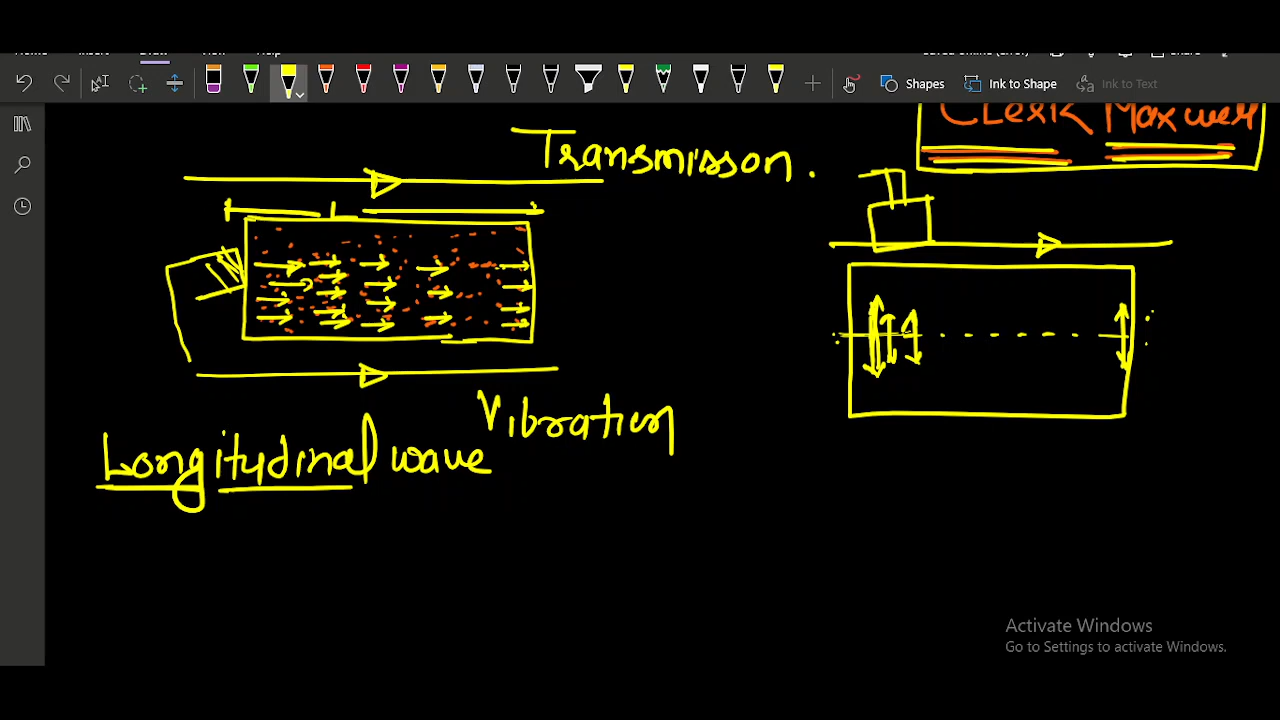 Shapes
Ink to Shape
Ink to Text
CLerk Maxwell
Transmisson.
L
Vibration
Longitudinal wave
Activate Windows
Go to Settings to activate Windows.